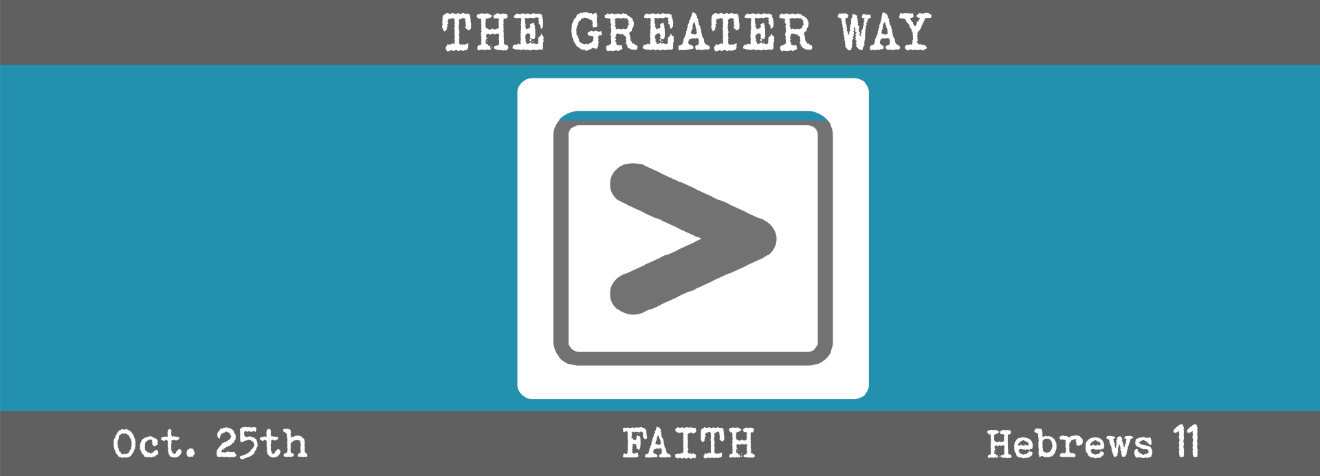 THE GREATER WAY
>
Oct. 25th FAITH Hebrews 11